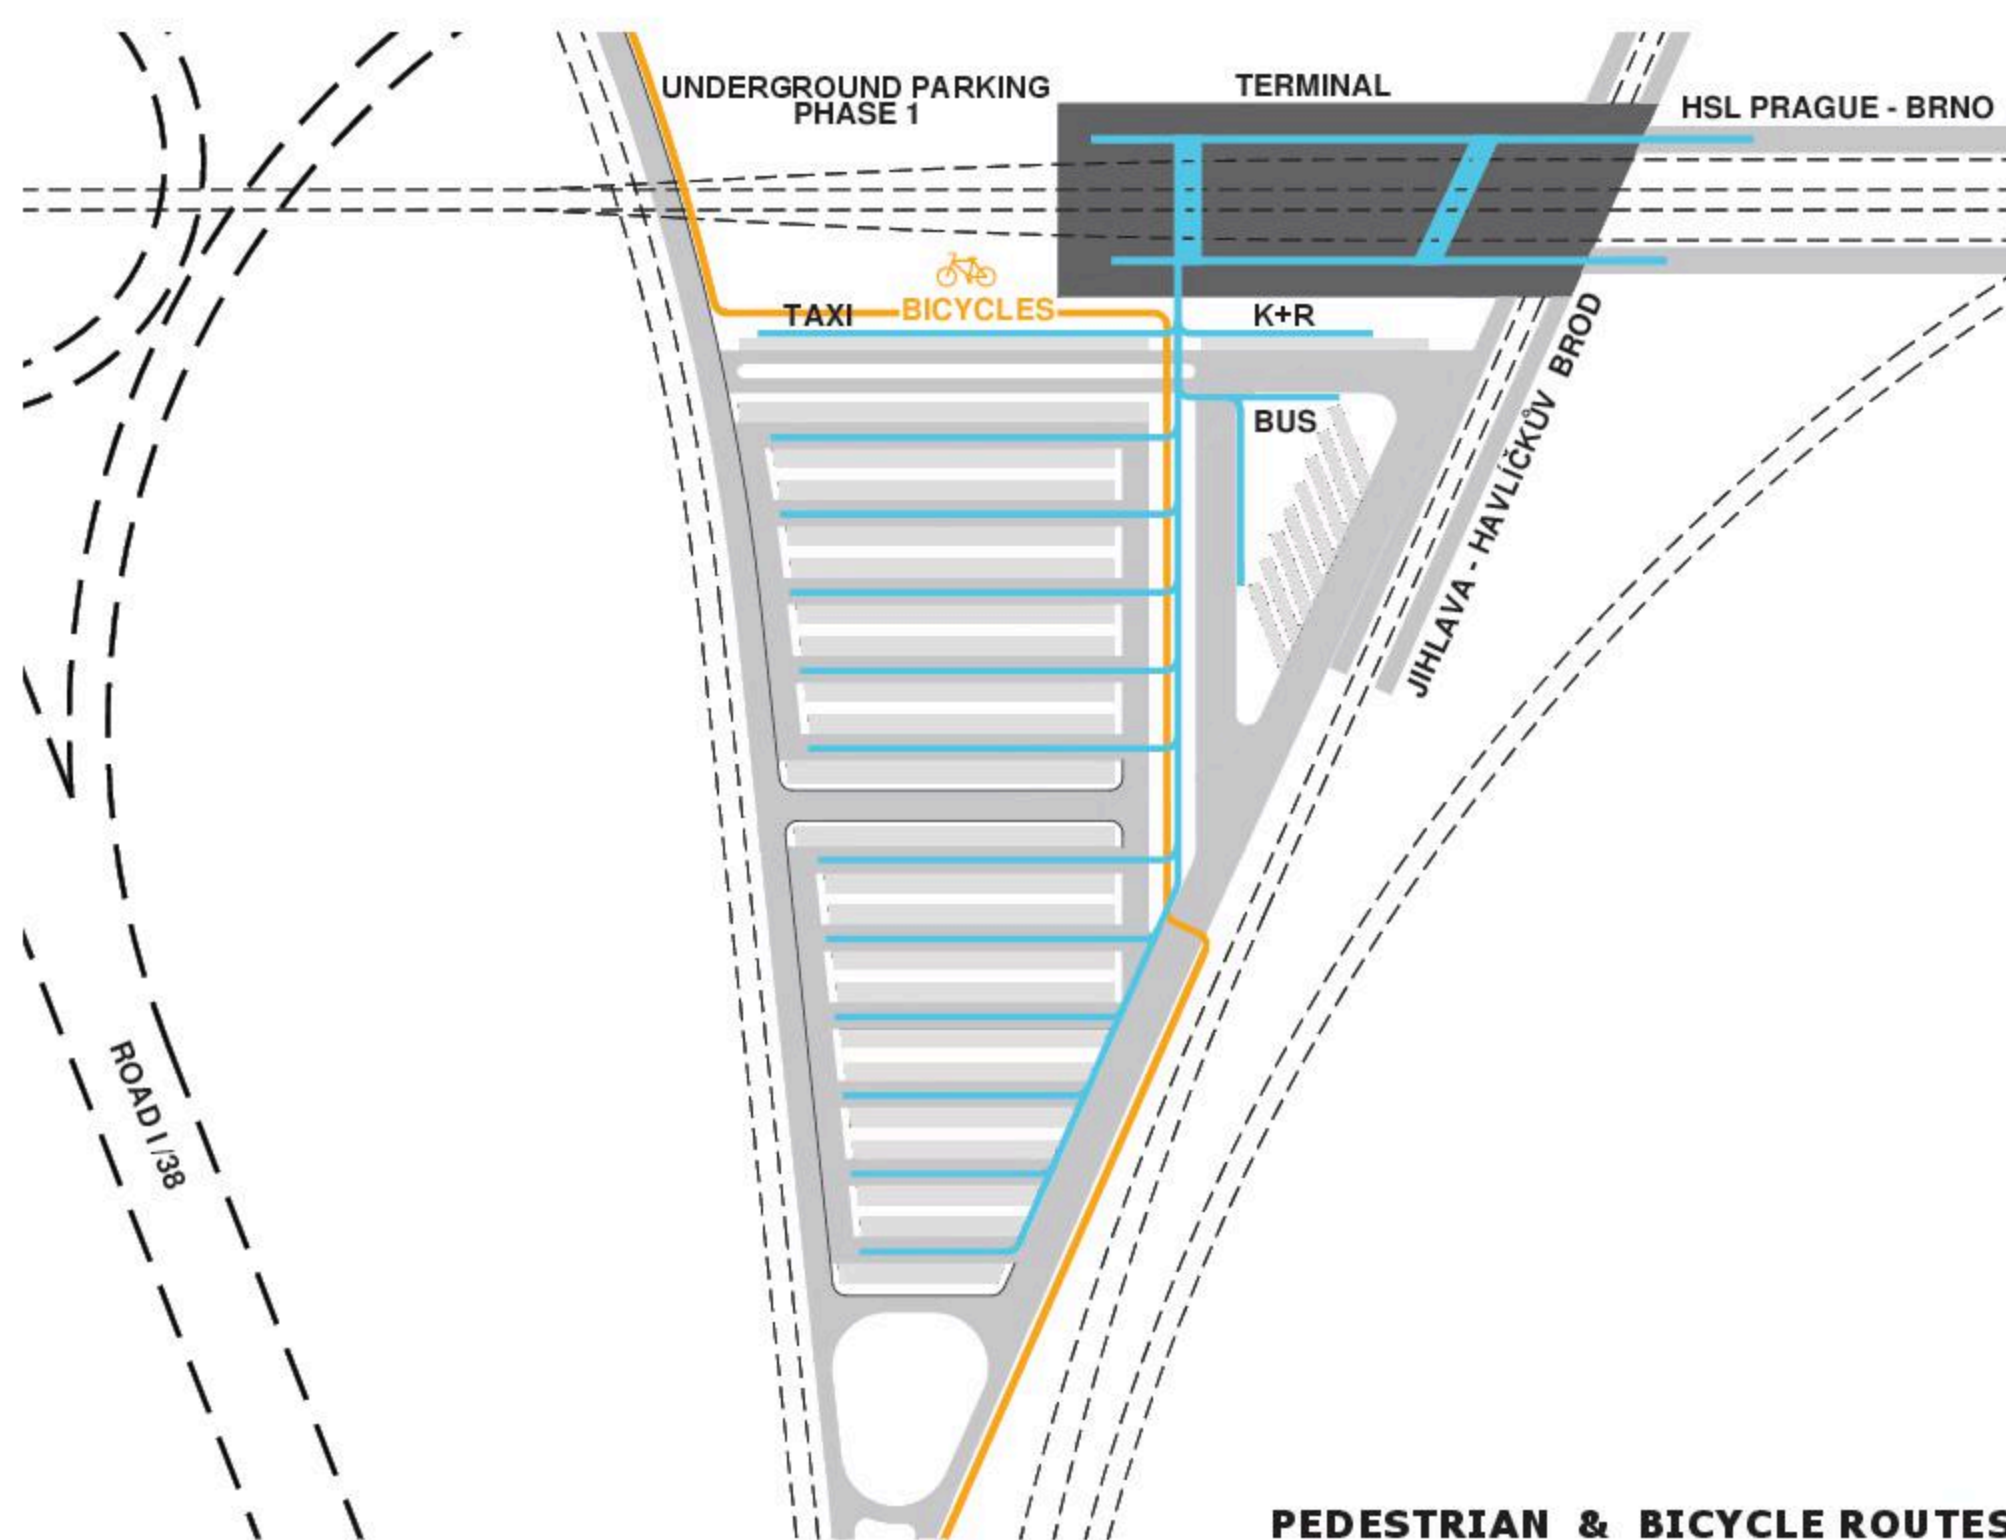 UNDERGROUND PARKING
PHASE 1
TERMINAL
HSL PRAGUE - BRNO
BICYCLES
TAXI
K+R
BUS
JIHLAVA - HAVLÍČKŮV BROD
ROAD I/38
PEDESTRIAN & BICYCLE ROUTES